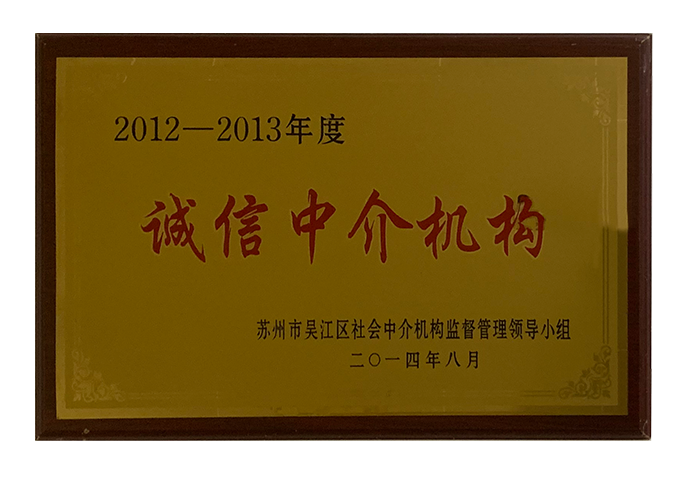 2012—2013年度
诚信中介机构
苏州市吴江区社会中介机构监督管理领导小组
二〇一四年八月